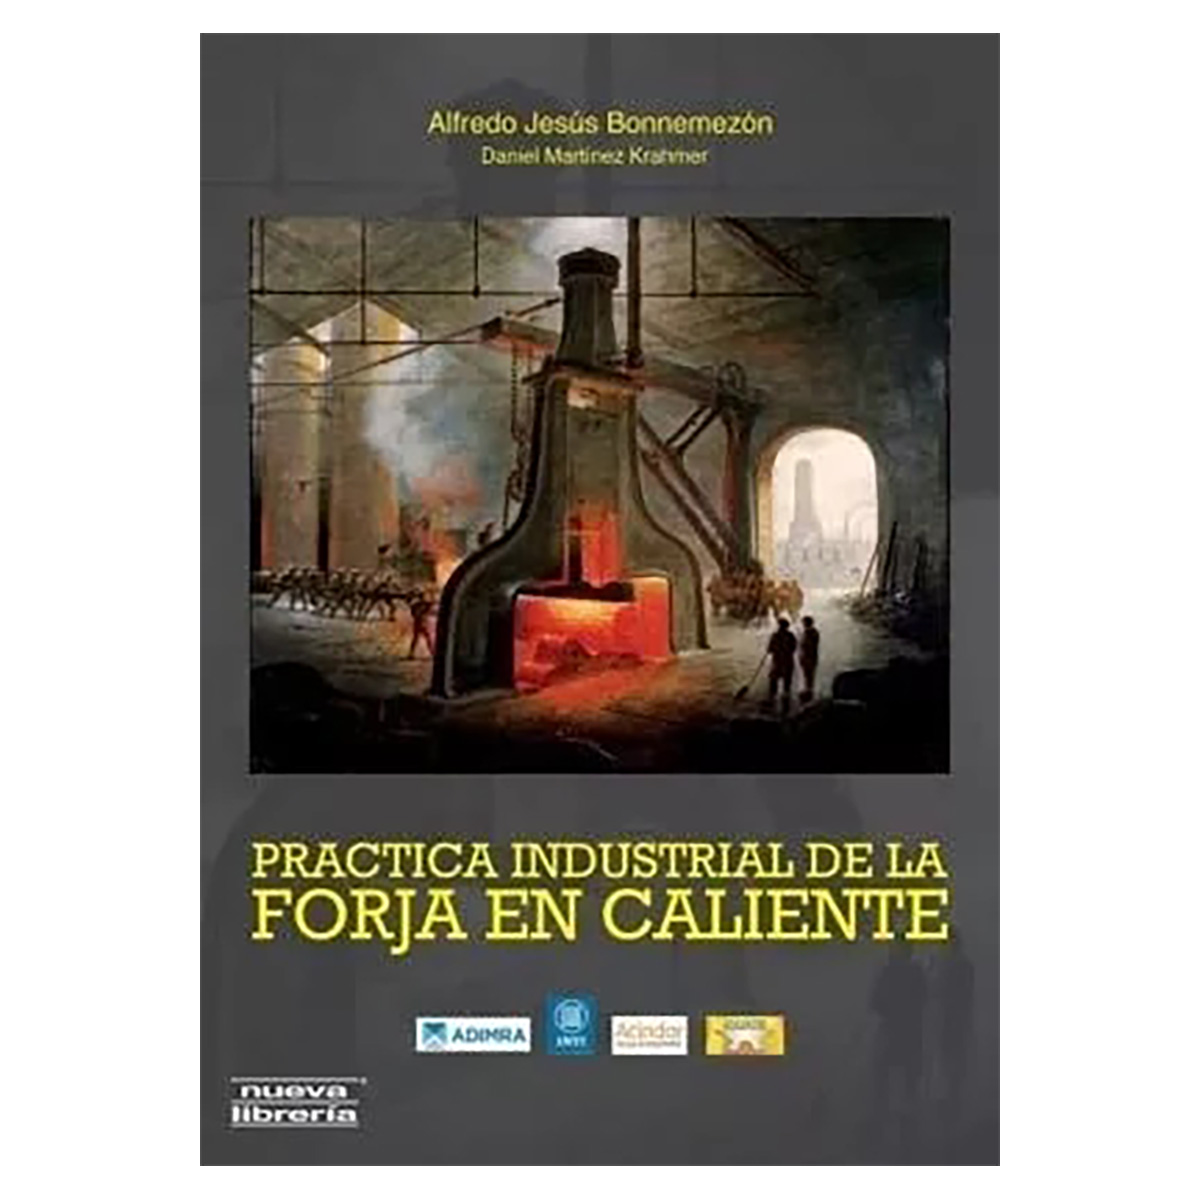 Alfredo Jesús Bonnemezón
Daniel Martínez Krahmer
PRACTICA INDUSTRIAL DE LA
FORJA EN CALIENTE
ADIMRA
INTI
Acindar
nueva
librería